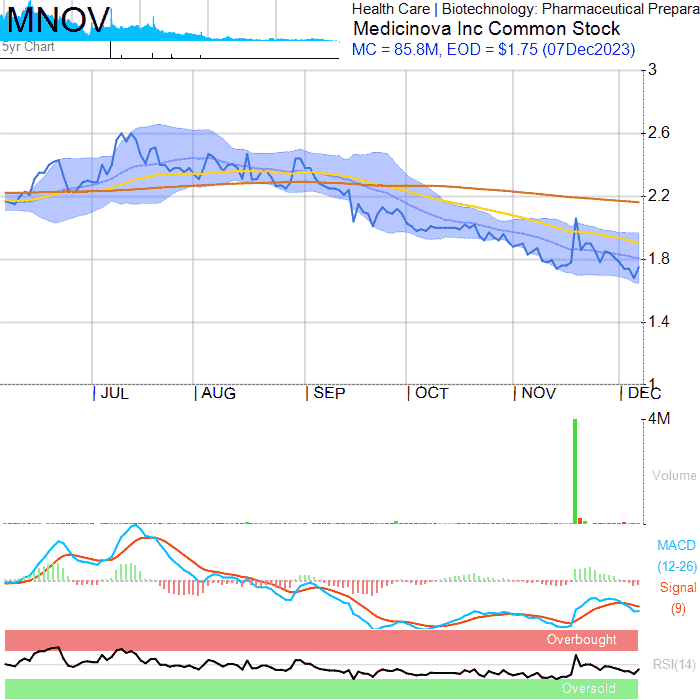 MNOV
5yr Chart
Health Care | Biotechnology: Pharmaceutical Prepara
Medicinova Inc Common Stock
MC = 85.8M, EOD = $1.75 (07Dec2023)
3
2.6
2.2
1.8
1.4
1
JUL AUG SEP OCT NOV DEC
4M
Volume
MACD
(12-26)
Signal
(9)
Overbought
RSI(14)
Oversold